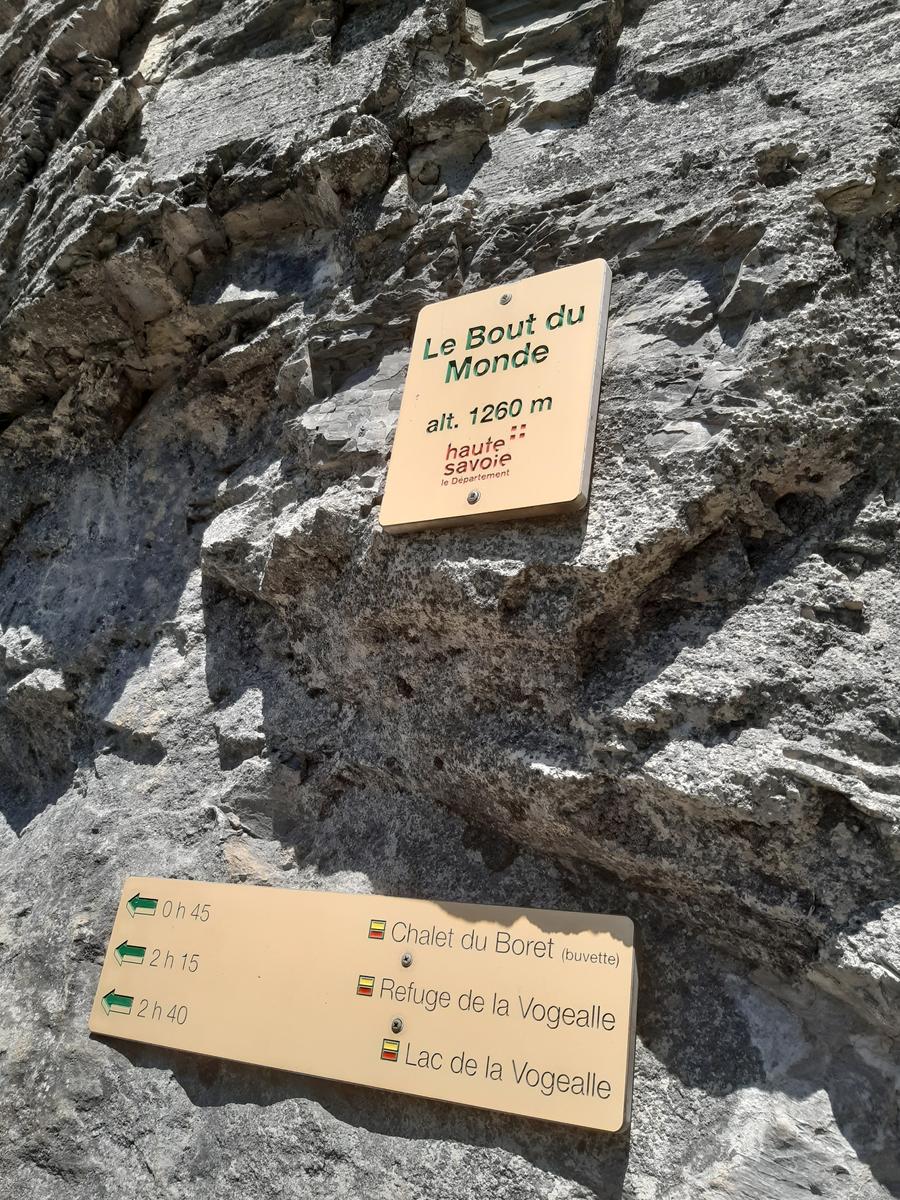 Le Bout du
Monde
alt. 1260 m
haute
savoie
le Département
0 h 45 Chalet du Boret (buvette)
2 h 15 Refuge de la Vogealle
2 h 40 Lac de la Vogealle